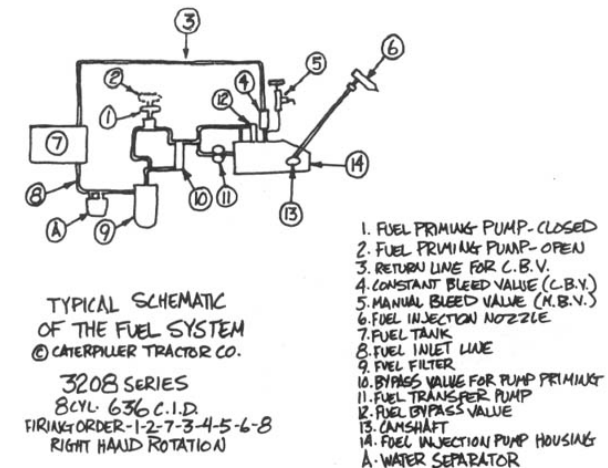 3
2
1
12
4
5
6
7
8
A
9
10
11
13
14
TYPICAL SCHEMATIC
OF THE FUEL SYSTEM
© CATERPILLER TRACTOR CO.
3208 SERIES
8CYL. 636 C.I.D.
FIRING ORDER-1-2-7-3-4-5-6-8
RIGHT HAND ROTATION
1. FUEL PRIMING PUMP-CLOSED
2. FUEL PRIMING PUMP-OPEN
3. RETURN LINE FOR C.B.V.
4. CONSTANT BLEED VALUE (C.B.V.)
5. MANUAL BLEED VALUE (M.B.V.)
6. FUEL INJECTION NOZZLE
7. FUEL TANK
8. FUEL INLET LINE
9. FUEL FILTER
10. BYPASS VALUE FOR PUMP PRIMING
11. FUEL TRANSFER PUMP
12. FUEL BYPASS VALUE
13. CAMSHAFT
14. FUEL INJECTION PUMP HOUSING
A. WATER SEPARATOR